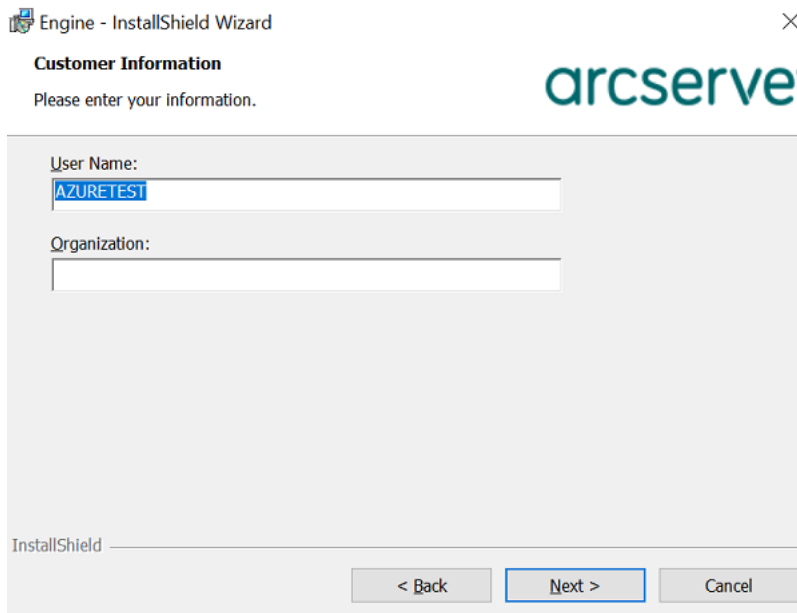 Engine - InstallShield Wizard
Customer Information
Please enter your information.
arcserve
User Name:
AZURETEST
Organization:
InstallShield
< Back
Next >
Cancel